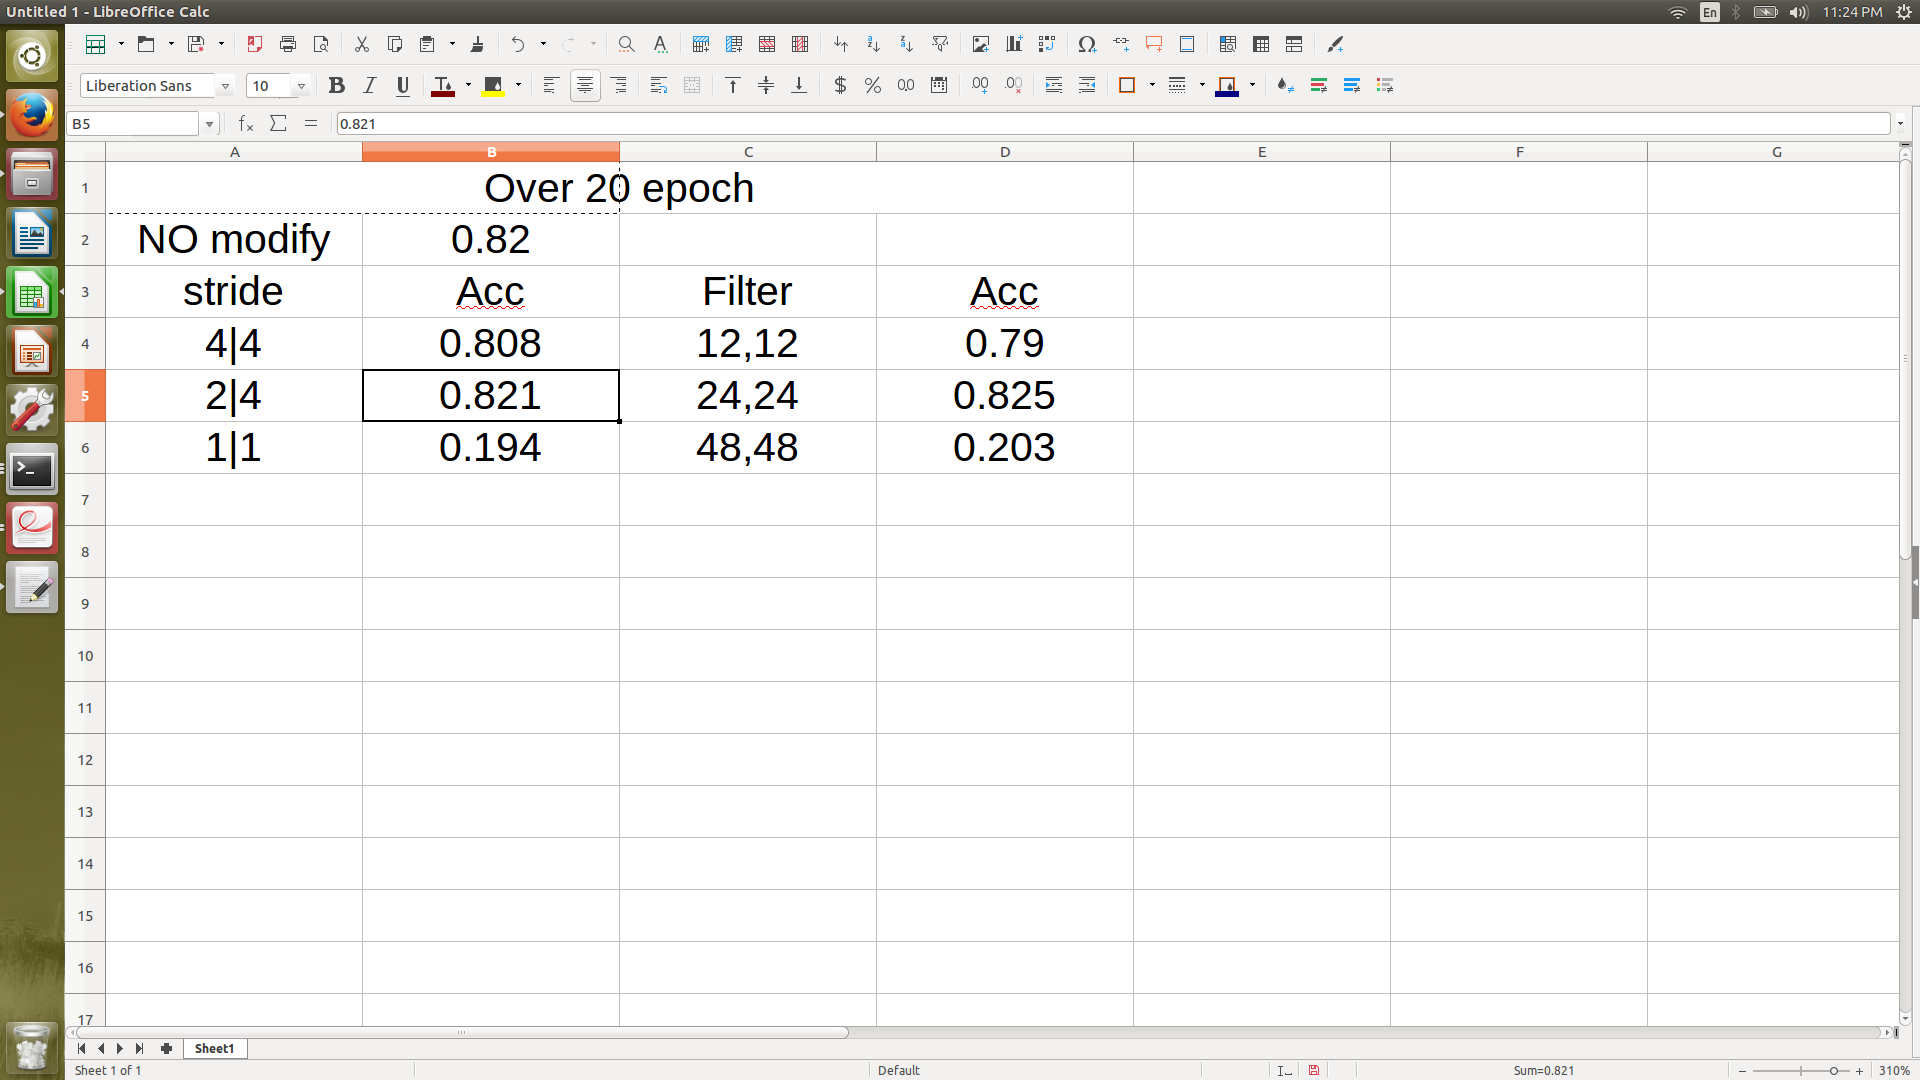 Untitled 1 - LibreOffice Calc
En
11:24 PM
Liberation Sans
10
B5
0.821
A B C D E F G
1 Over 20 epoch
2 NO modify 0.82
3 stride Acc Filter Acc
4 4|4 0.808 12,12 0.79
5 2|4 0.821 24,24 0.825
6 1|1 0.194 48,48 0.203
7
8
9
10
11
12
13
14
15
16
17
Sheet1
Sheet 1 of 1
Default
Sum=0.821
310%